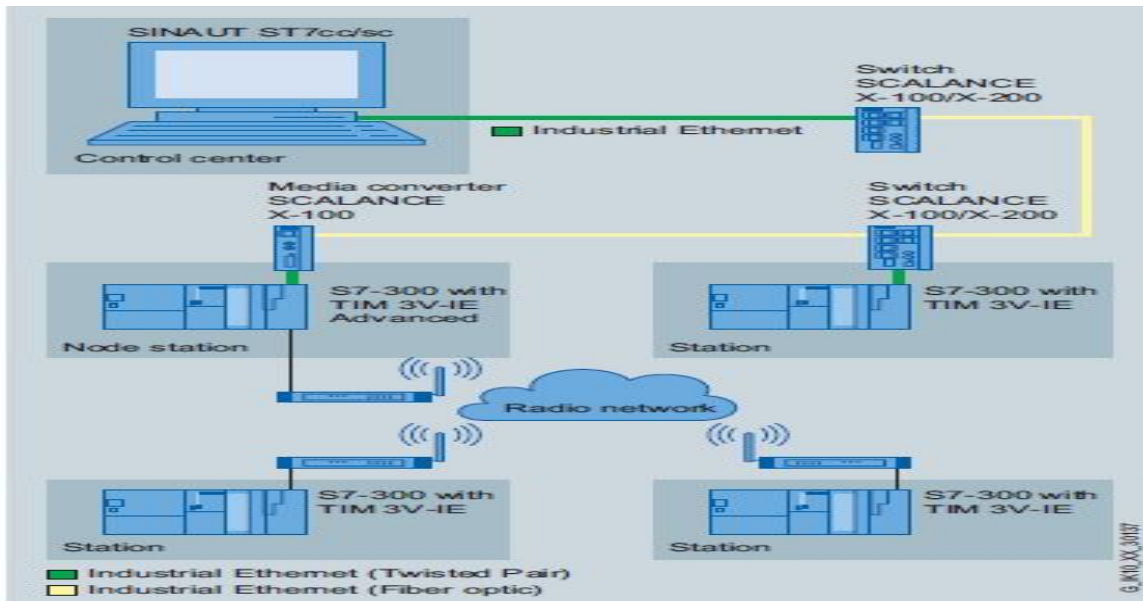 SINAUT ST7cc/sc
Control center
Industrial Ethernet
Switch
SCALANCE
X-100/X-200
Media converter
SCALANCE
X-100
Switch
SCALANCE
X-100/X-200
S7-300 with
TIM 3V-IE
Advanced
Node station
S7-300 with
TIM 3V-IE
Station
Radio network
S7-300 with
TIM 3V-IE
Station
S7-300 with
TIM 3V-IE
Station
Industrial Ethernet (Twisted Pair)
Industrial Ethernet (Fiber optic)
G_IK10_XX_30137